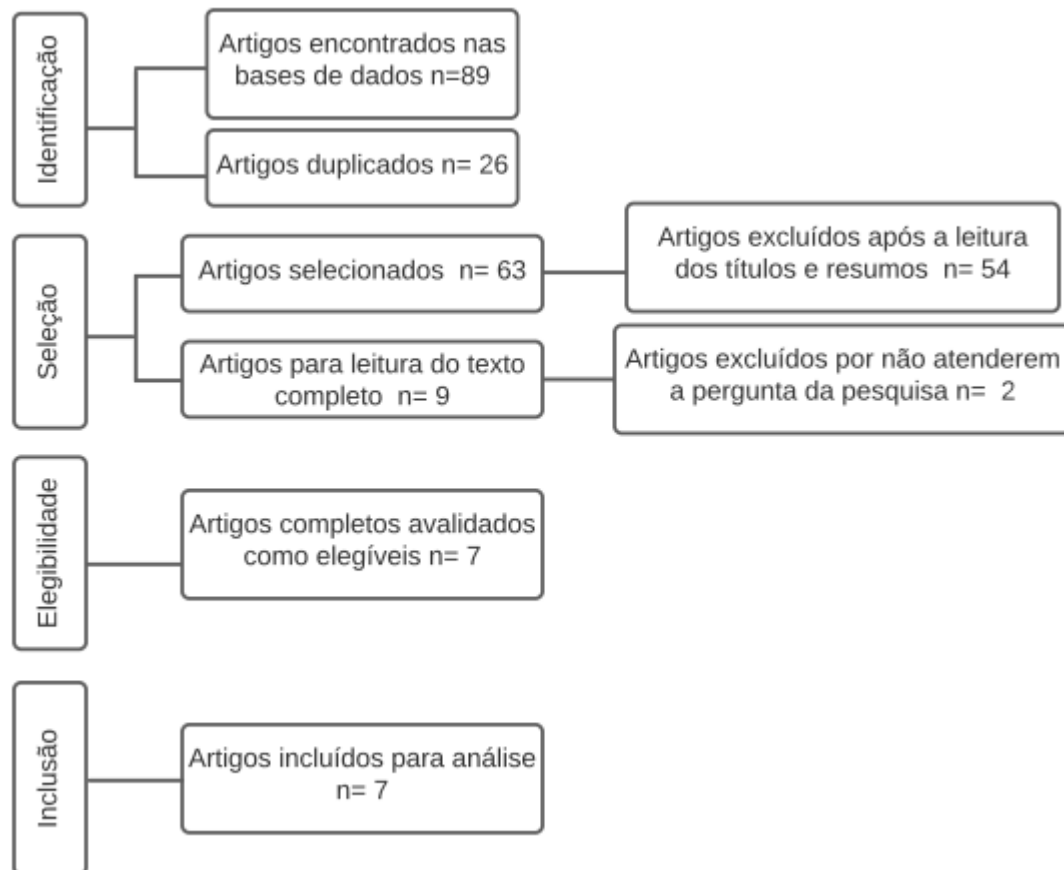 Identificação
Artigos encontrados nas
bases de dados n=89
Artigos duplicados n= 26
Seleção
Artigos selecionados n= 63
Artigos excluídos após a leitura
dos títulos e resumos n= 54
Artigos para leitura do texto
completo n= 9
Artigos excluídos por não atenderem
a pergunta da pesquisa n= 2
Elegibilidade
Artigos completos avalidados
como elegíveis n= 7
Inclusão
Artigos incluídos para análise
n= 7